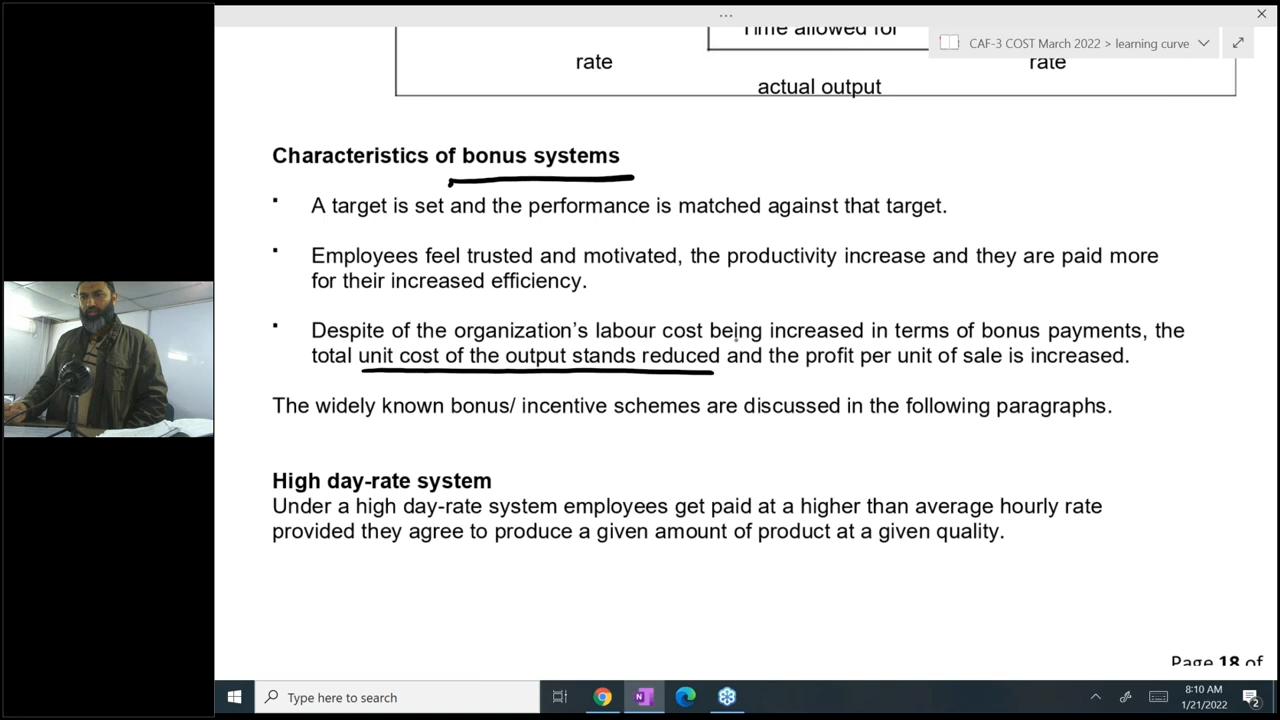 Time allowed for
CAF-3 COST March 2022 > learning curve
rate
rate
actual output
Characteristics of bonus systems
A target is set and the performance is matched against that target.
Employees feel trusted and motivated, the productivity increase and they are paid more
for their increased efficiency.
Despite of the organization's labour cost being increased in terms of bonus payments, the
total unit cost of the output stands reduced and the profit per unit of sale is increased.
The widely known bonus/ incentive schemes are discussed in the following paragraphs.
High day-rate system
Under a high day-rate system employees get paid at a higher than average hourly rate
provided they agree to produce a given amount of product at a given quality.
Page 18 of
Type here to search
8:10 AM
1/21/2022
2